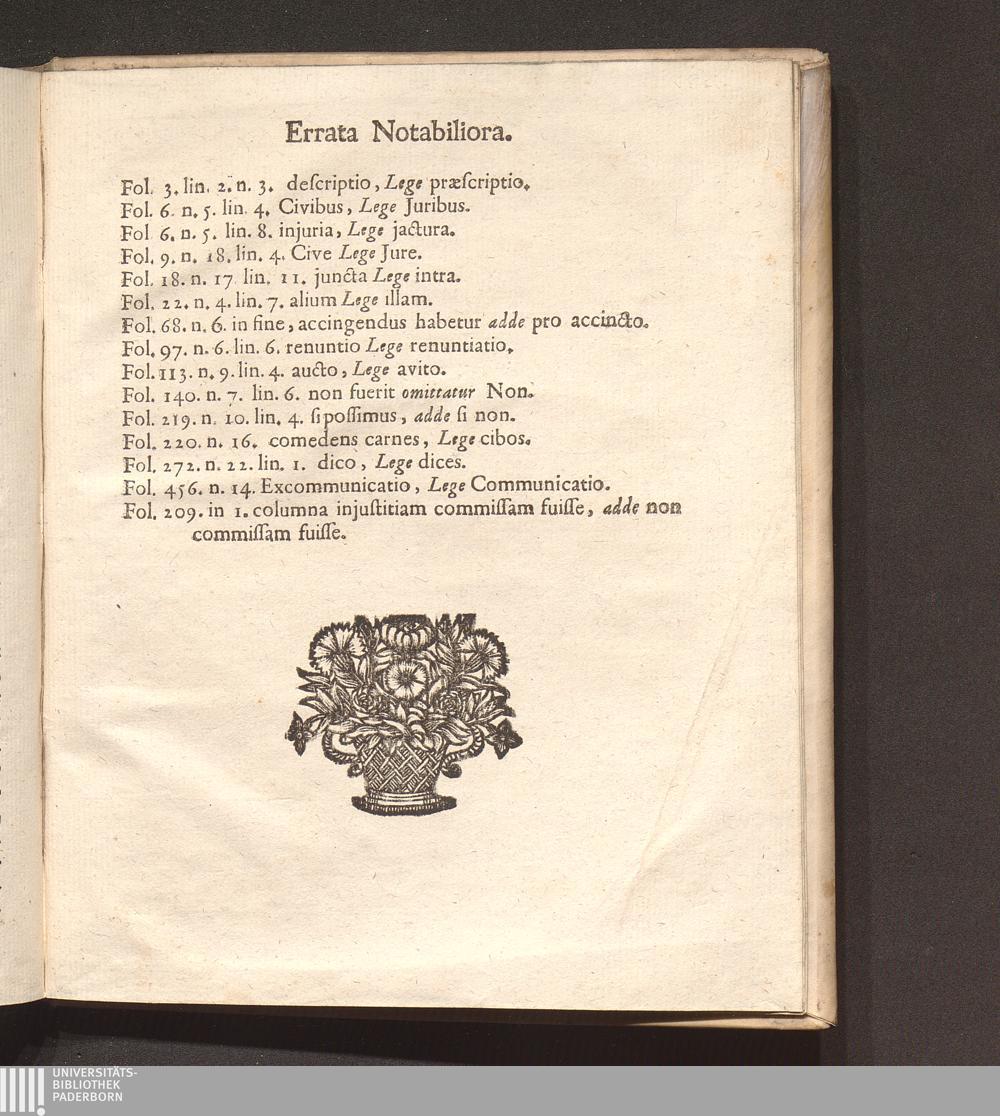 Errata Notabiliora.
Fol. 3. lin. 2. n. 3. deſcriptio, Lege præſcriptio.
Fol. 6. n. 5. lin. 4. Civibus, Lege Juribus.
Fol. 6. n. 5. lin. 8. injuria, Lege jactura.
Fol. 9. n. 18. lin. 4. Cive Lege Jure.
Fol. 18. n. 17. lin. 11. juncta Lege intra.
Fol. 22. n. 4. lin. 7. alium Lege illam.
Fol. 68. n. 6. in fine, accingendus habetur adde pro accincto.
Fol. 97. n. 6. lin. 6. renuntio Lege renuntiatio.
Fol. 113. n. 9. lin. 4. aucto, Lege avito.
Fol. 140. n. 7. lin. 6. non fuerit omittatur Non.
Fol. 219. n. 10. lin. 4. ſi poſſimus, adde ſi non.
Fol. 220. n. 16. comedens carnes, Lege cibos.
Fol. 272. n. 22. lin. 1. dico, Lege dices.
Fol. 456. n. 14. Excommunicatio, Lege Communicatio.
Fol. 209. in 1. columna injuſtitiam commiſſam fuiſſe, adde non
commiſſam fuiſſe.
UNIVERSITÄTS-
BIBLIOTHEK
PADERBORN